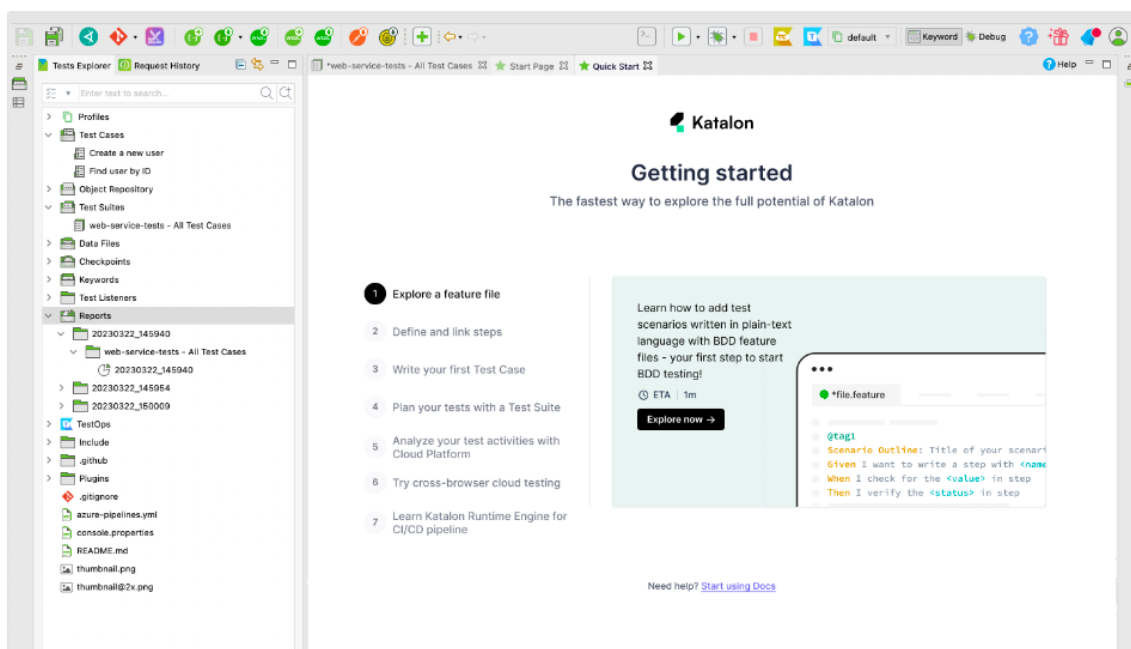 default
Keyword
Debug
Tests Explorer
Request History
*web-service-tests - All Test Cases
Start Page
Quick Start
Help
Enter text to search...
Profiles
Test Cases
Create a new user
Find user by ID
Object Repository
Test Suites
web-service-tests - All Test Cases
Data Files
Checkpoints
Keywords
Test Listeners
Reports
20230322_145940
web-service-tests - All Test Cases
20230322_145940
20230322_145954
20230322_150009
TestOps
Include
.github
Plugins
.gitignore
azure-pipelines.yml
console.properties
README.md
thumbnail.png
thumbnail@2x.png
Katalon
Getting started
The fastest way to explore the full potential of Katalon
1 Explore a feature file
2 Define and link steps
3 Write your first Test Case
4 Plan your tests with a Test Suite
5 Analyze your test activities with
Cloud Platform
6 Try cross-browser cloud testing
7 Learn Katalon Runtime Engine for
CI/CD pipeline
Learn how to add test
scenarios written in plain-text
language with BDD feature
files - your first step to start
BDD testing!
ETA | 1m
Explore now →
*file.feature
@tag1
Scenario Outline: Title of your scenari
Given I want to write a step with <name
When I check for the <value> in step
Then I verify the <status> in step
Need help? Start using Docs